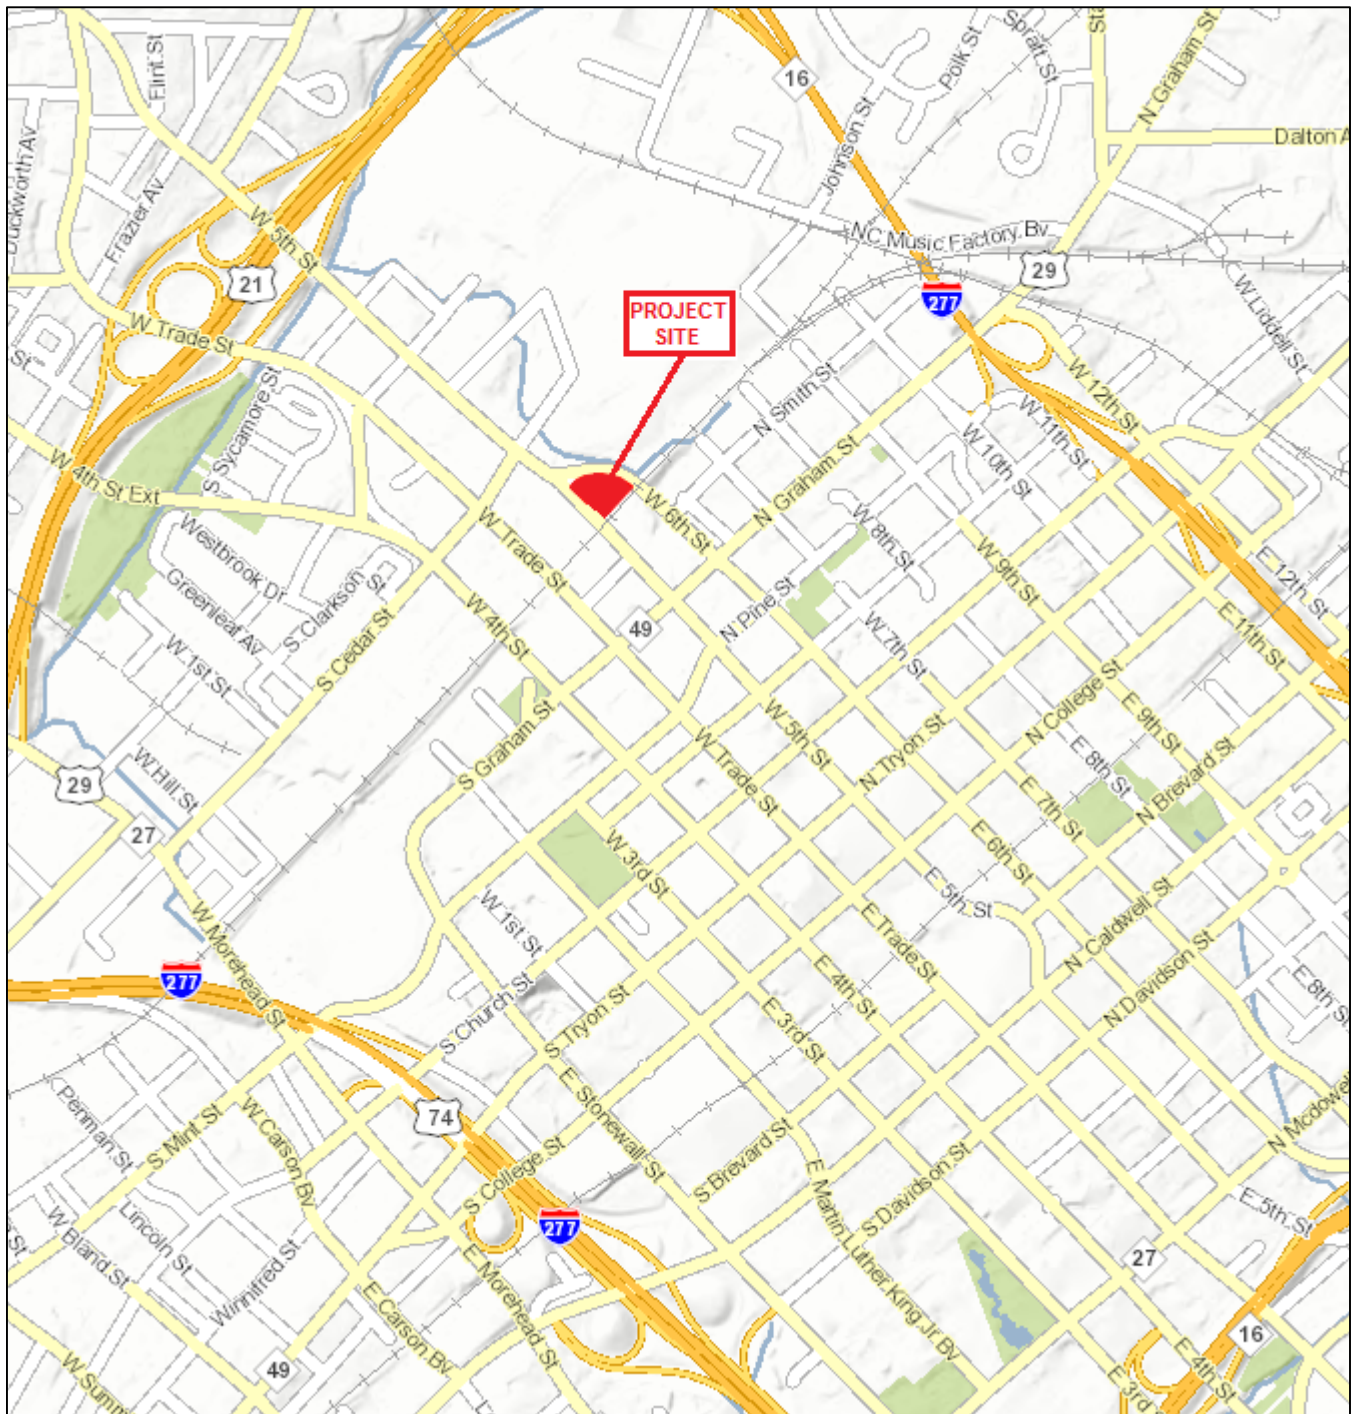 Flint St
16
Polk St
Spratt St
Sta
N Graham St
Dalton A
Duckworth Av
Frazier Av
Johnson St
W 5th St
NC Music Factory Bv
21
29
277
W Liddell St
PROJECT
SITE
W Trade St
St
S Sycamore St
N Smith St
W 12th St
W 11th St
W 10th St
W 4th St Ext
N Graham St
W 6th St
W 8th St
W Trade St
Westbrook Dr
Greenleaf Av
S Clarkson St
W 9th St
E 12th St
E 11th St
W 4th St
49
N Pine St
W 7th St
S Cedar St
W 1st St
N College St
E 9th St
W 5th St
N Tryon St
S Graham St
W Trade St
W Hill St
29
27
E 8th St
N Brevard St
E 7th St
E 6th St
W 3rd St
E 5th St
W 1st St
E Trade St
N Caldwell St
W Morehead St
277
E 4th St
N Davidson St
E 8th St
S Church St
S Tryon St
E 3rd St
74
E Stonewall St
N Mcdowell
Penman St
S Mint St
W Carson Bv
S College St
S Brevard St
S Davidson St
E Martin Luther King Jr Bv
E 5th St
277
Lincoln St
W Bland St
Winnifred St
E Morehead St
27
E Carson Bv
16
49
W Summ
E 4th St
E 3rd